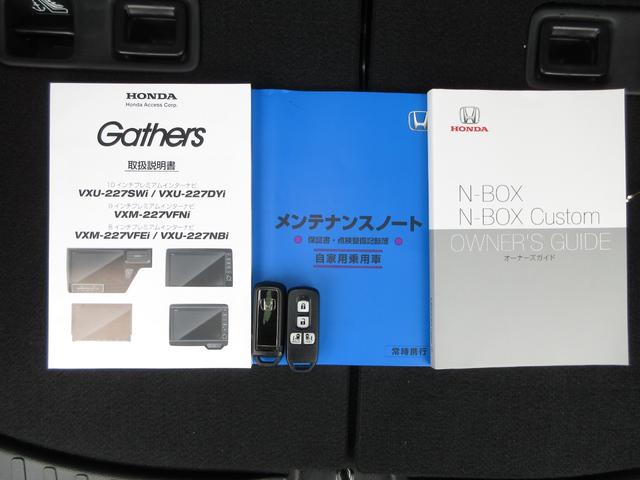 HONDA
Honda Access Corp.
Gathers
取扱説明書
10インチプレミアムインターナビ
VXU-227SWi / VXU-227DYi
9インチプレミアムインターナビ
VXM-227VFNi
8インチプレミアムインターナビ
VXM-227VFEi / VXU-227NBi
メンテナンスノート
保証書・点検整備記録簿
自家用乗用車
常時携行
HONDA
N-BOX
N-BOX Custom
OWNER'S GUIDE
オーナーズガイド